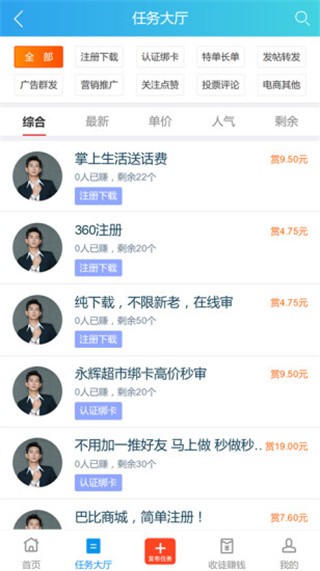 任务大厅
全 部
注册下载
认证绑卡
特单长单
发帖转发
广告群发
营销推广
关注点赞
投票评论
电商其他
综合
最新
单价
人气
剩余
掌上生活送话费
赏9.50元
0人已赚，剩余22个
注册下载
360注册
赏4.75元
0人已赚，剩余20个
注册下载
纯下载，不限新老，在线审
赏4.75元
0人已赚，剩余50个
注册下载
永辉超市绑卡高价秒审
赏9.50元
0人已赚，剩余20个
认证绑卡
不用加一推好友 马上做 秒做秒..
赏19.00元
0人已赚，剩余20个
认证绑卡
巴比商城，简单注册！
赏7.60元
首页
任务大厅
发布任务
收徒赚钱
我的